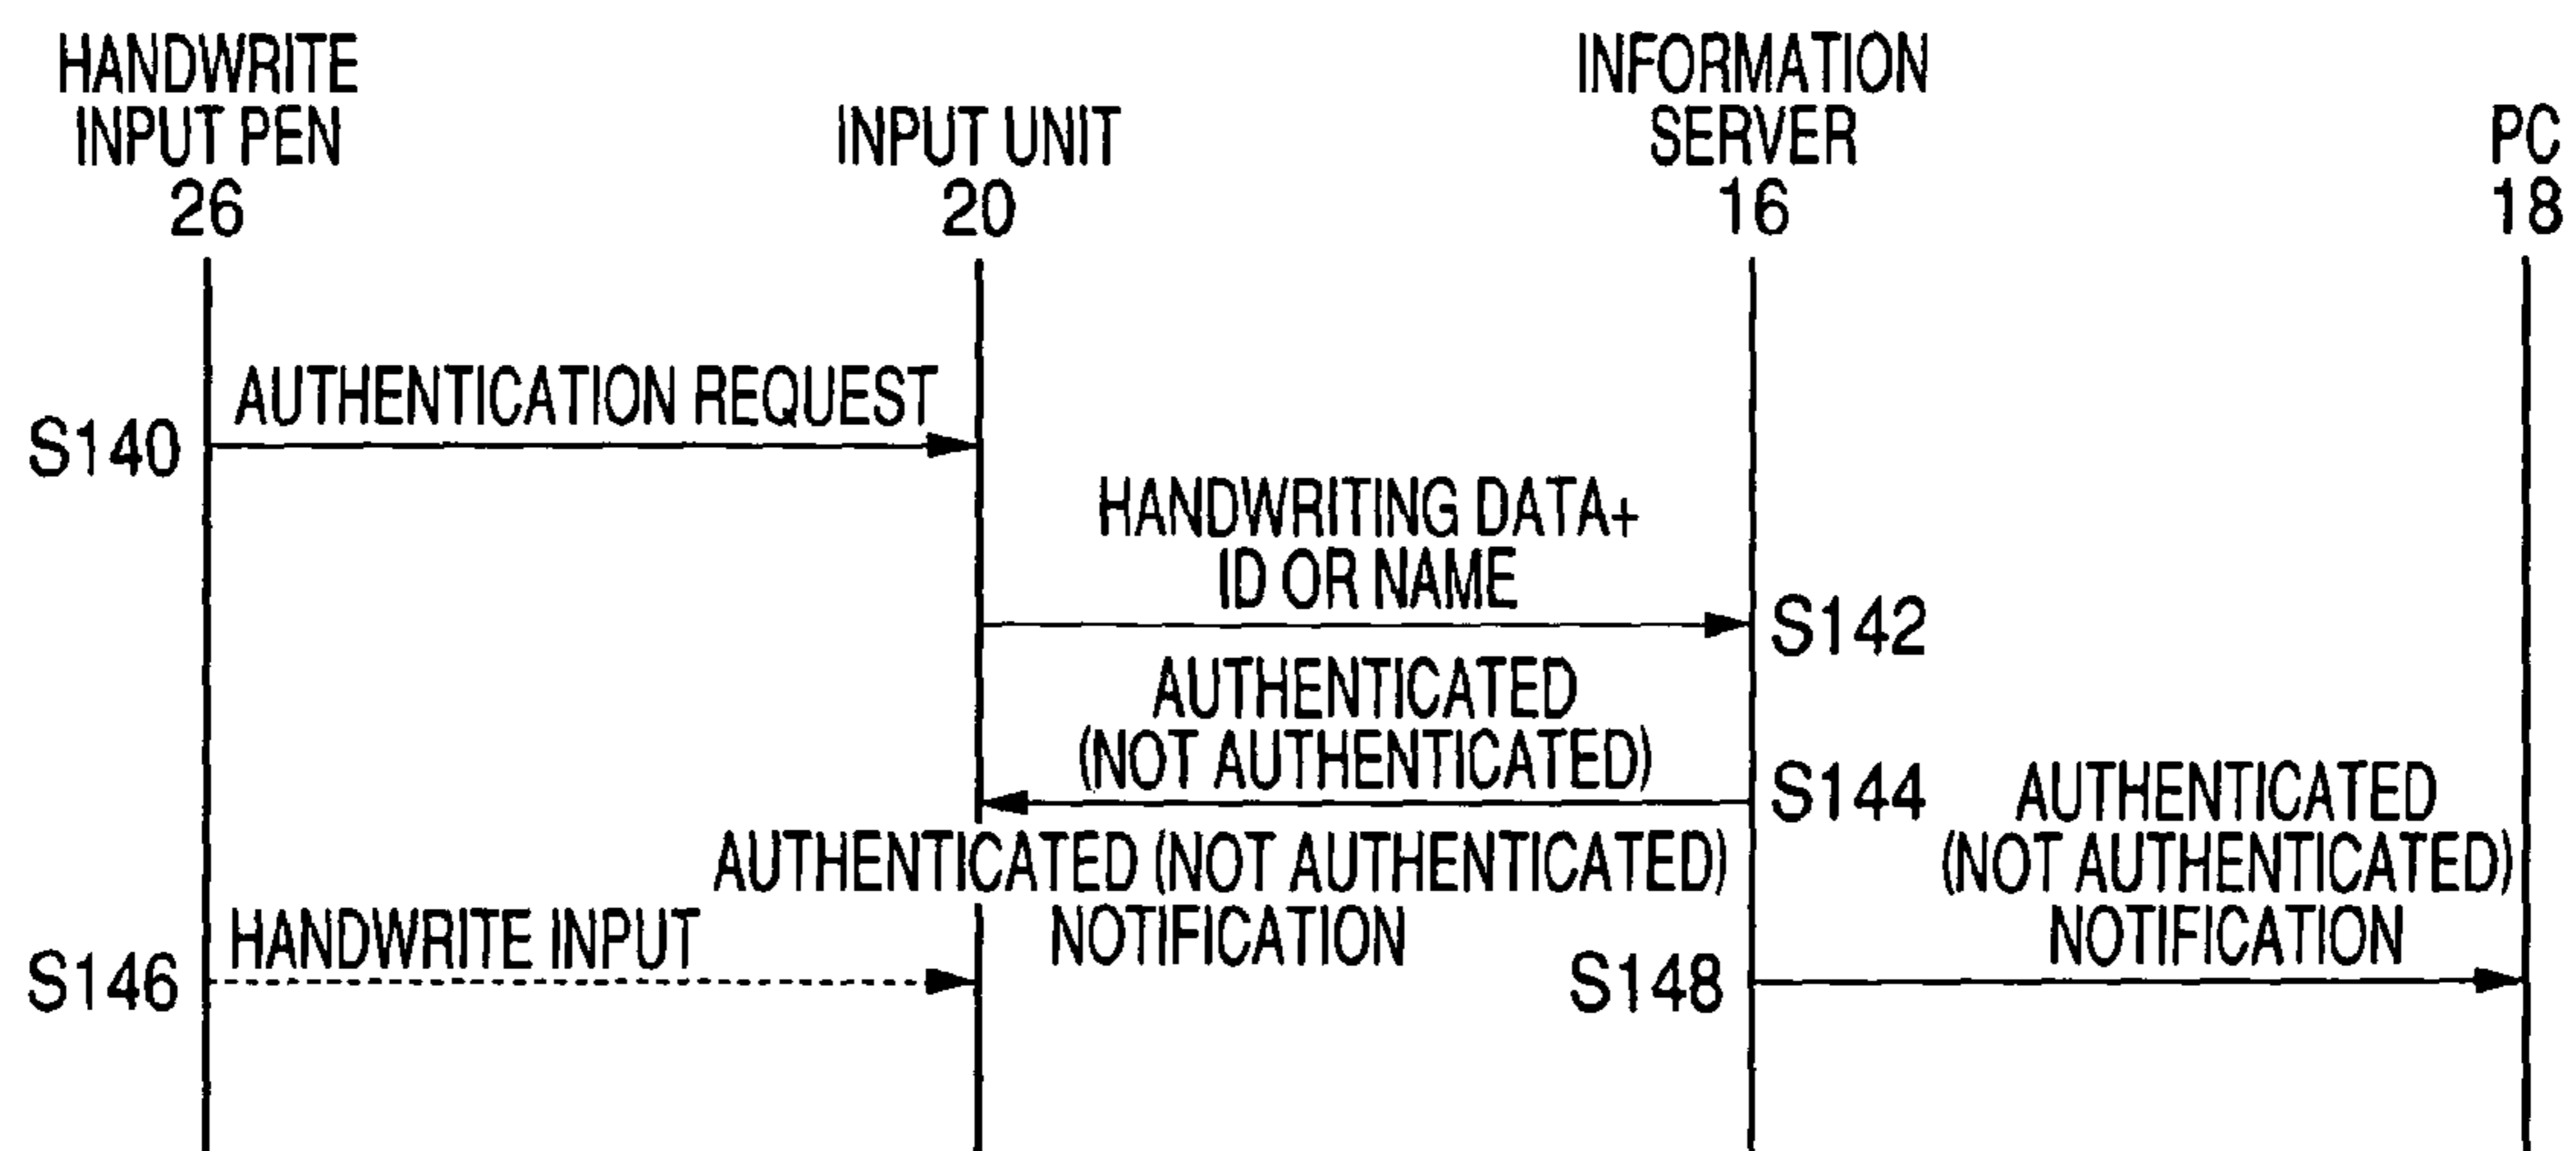 HANDWRITE
INPUT PEN
26
INPUT UNIT
20
INFORMATION
SERVER
16
PC
18
AUTHENTICATION REQUEST
S140
HANDWRITING DATA+
ID OR NAME
S142
AUTHENTICATED
(NOT AUTHENTICATED)
S144
AUTHENTICATED (NOT AUTHENTICATED)
NOTIFICATION
HANDWRITE INPUT
S146
AUTHENTICATED
(NOT AUTHENTICATED)
NOTIFICATION
S148